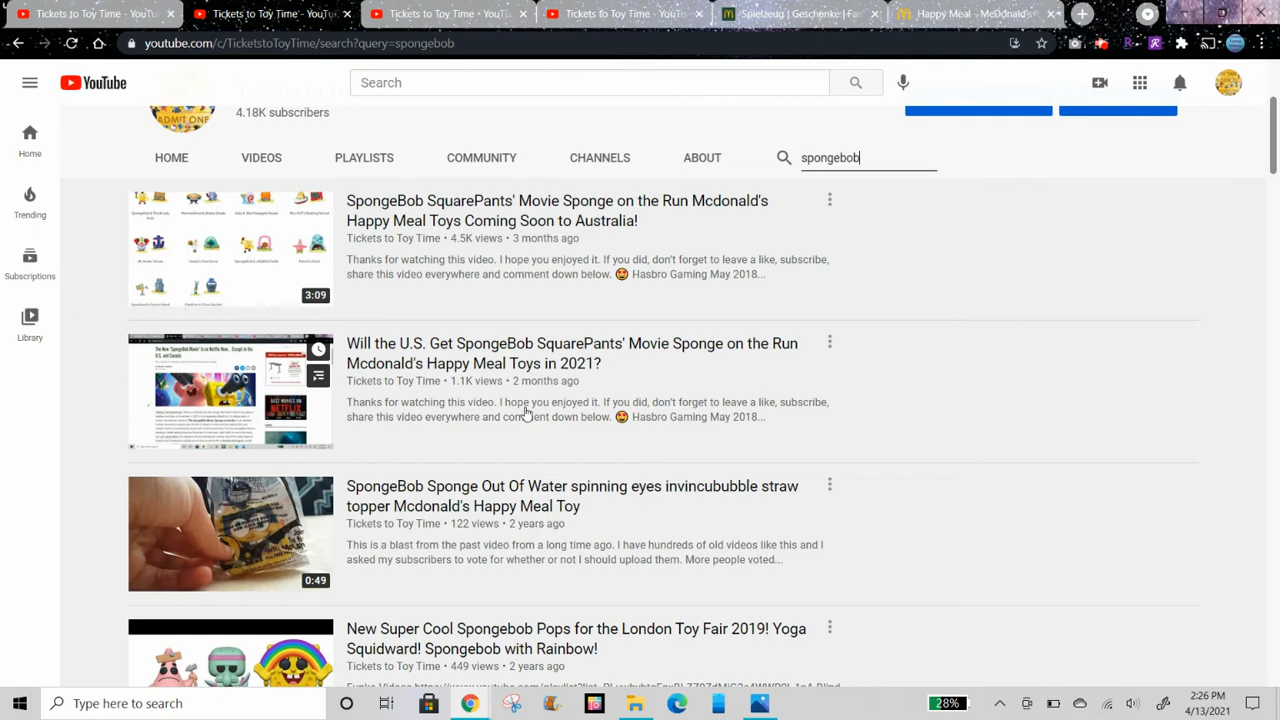 Tickets to Toy Time - YouTu
Tickets to Toy Time - YouTu
Tickets to Toy Time - YouTu
Tickets to Toy Time - YouTu
Spielzeug | Geschenke | Fan
Happy Meal - McDonald's®
youtube.com/c/TicketstoToyTime/search?query=spongebob
YouTube
Search
ADMIT ONE
4.18K subscribers
HOME VIDEOS PLAYLISTS COMMUNITY CHANNELS ABOUT spongebob
Home
Trending
Subscriptions
Library
SpongeBob SquarePants' Movie Sponge on the Run Mcdonald's
Happy Meal Toys Coming Soon to Australia!
Tickets to Toy Time • 4.5K views • 3 months ago
Thanks for watching this video. I hope you enjoyed it. If you did, don't forget to leave a like, subscribe,
share this video everywhere and comment down below. 😍 Hasbro Gaming May 2018...
3:09
Will the U.S. Get SpongeBob SquarePants' Movie Sponge on the Run
Mcdonald's Happy Meal Toys in 2021?
Tickets to Toy Time • 1.1K views • 2 months ago
Thanks for watching this video. I hope you enjoyed it. If you did, don't forget to leave a like, subscribe,
share this video everywhere and comment down below. 😍 Hasbro Gaming May 2018...
SpongeBob Sponge Out Of Water spinning eyes invincububble straw
topper Mcdonald's Happy Meal Toy
Tickets to Toy Time • 122 views • 2 years ago
This is a blast from the past video from a long time ago. I have hundreds of old videos like this and I
asked my subscribers to vote for whether or not I should upload them. More people voted...
0:49
New Super Cool Spongebob Pops for the London Toy Fair 2019! Yoga
Squidward! Spongebob with Rainbow!
Tickets to Toy Time • 449 views • 2 years ago
Type here to search
28%
2:26 PM
4/13/2021